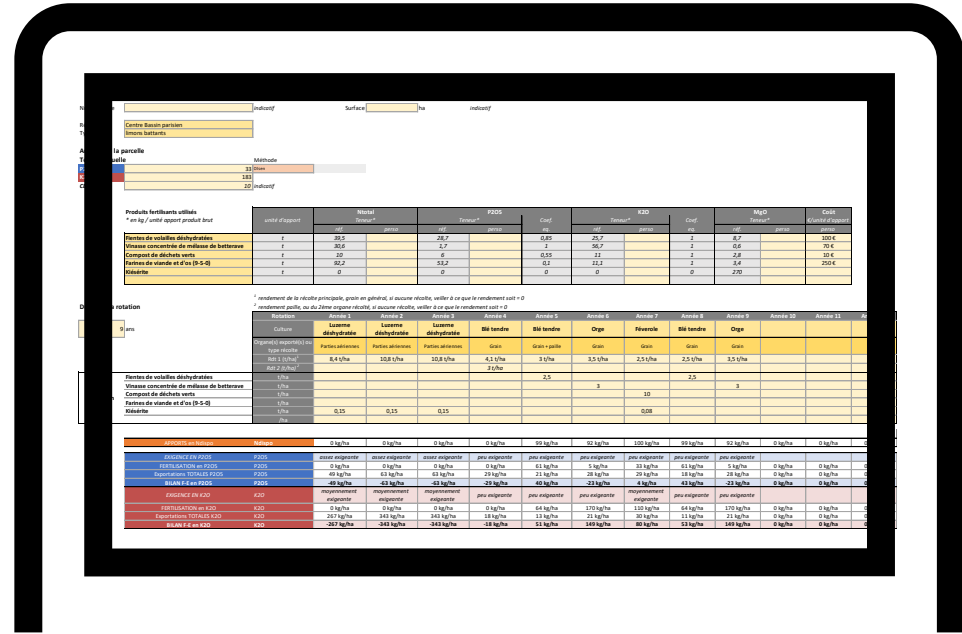 N e indicatif Surface ha indicatif
R Centre Bassin parisien
Ty limons battants
A la parcelle
Te uelle Méthode
P 33 Olsen
K 183
C 10 indicatif
Produits fertilisants utilisés Ntotal P2O5 K2O MgO Coût
* en kg / unité apport produit brut unité d'apport Teneur* Teneur* Coef. Teneur* Coef. Teneur* €/unité d'apport
réf. perso réf. perso eq. réf. perso eq. réf. perso
Fientes de volailles déshydratées t 39,5 28,7 0,85 25,7 1 8,7 100 €
Vinasse concentrée de mélasse de betterave t 30,6 1,7 1 56,7 1 0,6 70 €
Compost de déchets verts t 10 6 0,55 11 1 2,8 10 €
Farines de viande et d'os (9-5-0) t 92,2 53,2 0,1 11,1 1 3,4 250 €
Kiésérite t 0 0 0 0 0 270
1 rendement de la récolte principale, grain en général, si aucune récolte, veiller à ce que le rendement soit = 0
D rotation 2 rendement paille, ou du 2ème organe récolté, si aucune récolte, veiller à ce que le rendement soit = 0
Rotation Année 1 Année 2 Année 3 Année 4 Année 5 Année 6 Année 7 Année 8 Année 9 Année 10 Année 11 An
9 ans Culture Luzerne déshydratée Luzerne déshydratée Luzerne déshydratée Blé tendre Blé tendre Orge Féverole Blé tendre Orge
Organe(s) exporté(s) ou type récolte Parties aériennes Parties aériennes Parties aériennes Grain Grain + paille Grain Grain Grain Grain
Rdt 1 (t/ha)1 8,4 t/ha 10,8 t/ha 10,8 t/ha 4,1 t/ha 3 t/ha 3,5 t/ha 2,5 t/ha 2,5 t/ha 3,5 t/ha
Rdt 2 (t/ha)2 3 t/ha
Fientes de volailles déshydratées t/ha 2,5 2,5
Vinasse concentrée de mélasse de betterave t/ha 3 3
Compost de déchets verts t/ha 10
Farines de viande et d'os (9-5-0) t/ha
Kiésérite t/ha 0,15 0,15 0,15 0,08
/ha
APPORTS en Ndispo Ndispo 0 kg/ha 0 kg/ha 0 kg/ha 0 kg/ha 99 kg/ha 92 kg/ha 100 kg/ha 99 kg/ha 92 kg/ha 0 kg/ha 0 kg/ha 0
EXIGENCE EN P2O5 P2O5 assez exigeante assez exigeante assez exigeante peu exigeante peu exigeante peu exigeante peu exigeante peu exigeante peu exigeante
FERTILISATION en P2O5 P2O5 0 kg/ha 0 kg/ha 0 kg/ha 0 kg/ha 61 kg/ha 5 kg/ha 33 kg/ha 61 kg/ha 5 kg/ha 0 kg/ha 0 kg/ha 0
Exportations TOTALES P2O5 P2O5 49 kg/ha 63 kg/ha 63 kg/ha 29 kg/ha 21 kg/ha 28 kg/ha 29 kg/ha 18 kg/ha 28 kg/ha 0 kg/ha 0 kg/ha 0
BILAN F-E en P2O5 P2O5 -49 kg/ha -63 kg/ha -63 kg/ha -29 kg/ha 40 kg/ha -23 kg/ha 4 kg/ha 43 kg/ha -23 kg/ha 0 kg/ha 0 kg/ha 0
EXIGENCE EN K2O K2O moyennement exigeante moyennement exigeante moyennement exigeante peu exigeante peu exigeante peu exigeante moyennement exigeante peu exigeante peu exigeante
FERTILISATION en K2O K2O 0 kg/ha 0 kg/ha 0 kg/ha 0 kg/ha 64 kg/ha 170 kg/ha 110 kg/ha 64 kg/ha 170 kg/ha 0 kg/ha 0 kg/ha 0
Exportations TOTALES K2O K2O 267 kg/ha 343 kg/ha 343 kg/ha 18 kg/ha 13 kg/ha 21 kg/ha 30 kg/ha 11 kg/ha 21 kg/ha 0 kg/ha 0 kg/ha 0
BILAN F-E en K2O K2O -267 kg/ha -343 kg/ha -343 kg/ha -18 kg/ha 51 kg/ha 149 kg/ha 80 kg/ha 53 kg/ha 149 kg/ha 0 kg/ha 0 kg/ha 0